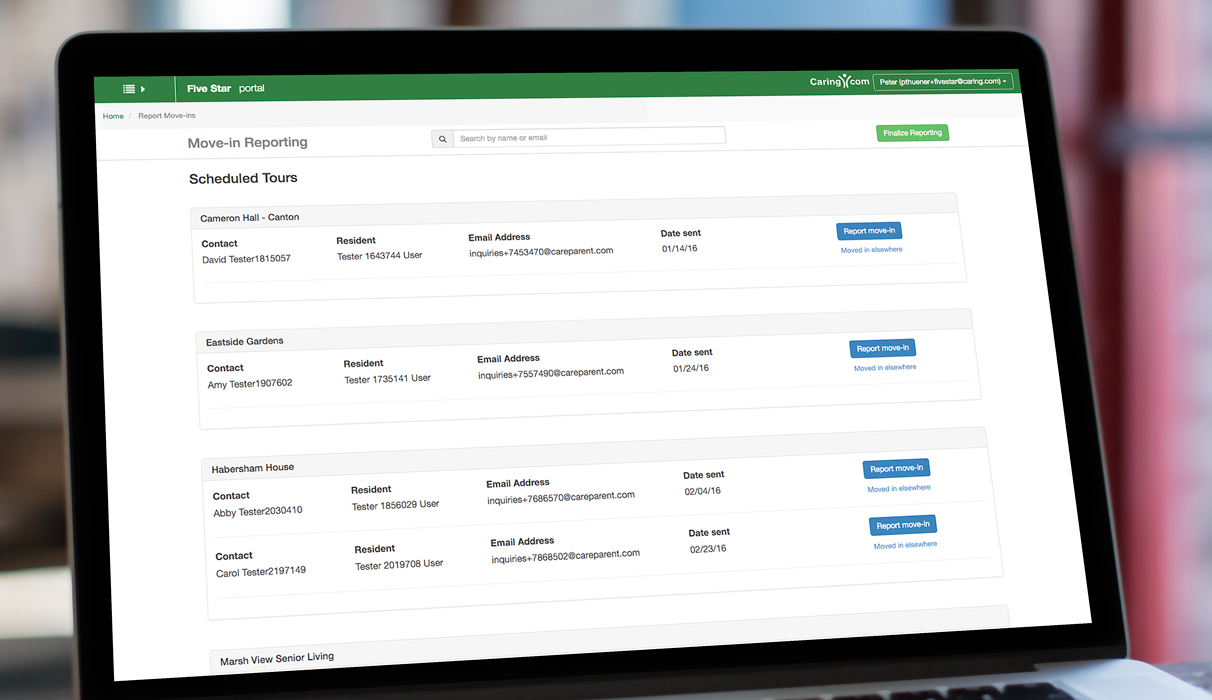 Five Star portal
Caring.com
Peter (pthuener+fivestar@caring.com)
Home / Report Move-ins
Move-in Reporting
Search by name or email
Finalize Reporting
Scheduled Tours
Cameron Hall - Canton
Contact Resident Email Address Date sent Report move-in
David Tester1815057 Tester 1643744 User inquiries+7453470@careparent.com 01/14/16 Moved in elsewhere
Eastside Gardens
Contact Resident Email Address Date sent Report move-in
Amy Tester1907602 Tester 1735141 User inquiries+7557490@careparent.com 01/24/16 Moved in elsewhere
Habersham House
Contact Resident Email Address Date sent Report move-in
Abby Tester2030410 Tester 1856029 User inquiries+7686570@careparent.com 02/04/16 Moved in elsewhere
Contact Resident Email Address Date sent Report move-in
Carol Tester2197149 Tester 2019708 User inquiries+7868502@careparent.com 02/23/16 Moved in elsewhere
Marsh View Senior Living